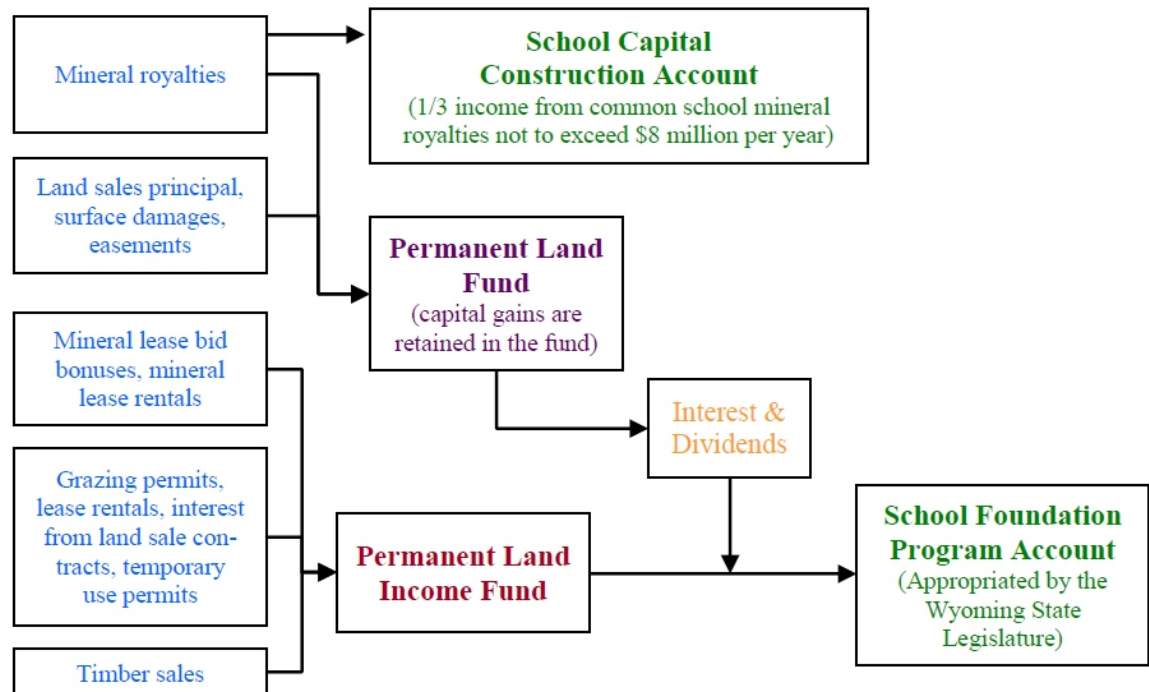 Mineral royalties
School Capital
Construction Account
(1/3 income from common school mineral
royalties not to exceed $8 million per year)
Land sales principal,
surface damages,
easements
Permanent Land
Fund
(capital gains are
retained in the fund)
Mineral lease bid
bonuses, mineral
lease rentals
Interest &
Dividends
Grazing permits,
lease rentals, interest
from land sale con-
tracts, temporary
use permits
Permanent Land
Income Fund
School Foundation
Program Account
(Appropriated by the
Wyoming State
Legislature)
Timber sales